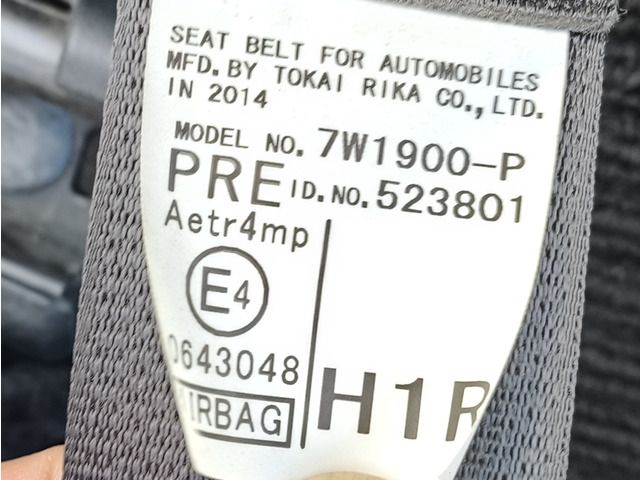 SEAT BELT FOR AUTOMOBILES
MFD. BY TOKAI RIKA CO., LTD.
IN 2014
MODEL NO. 7W1900-P
PRE ID. NO. 523801
Aetr4mp
E4
0643048
AIRBAG
H1R